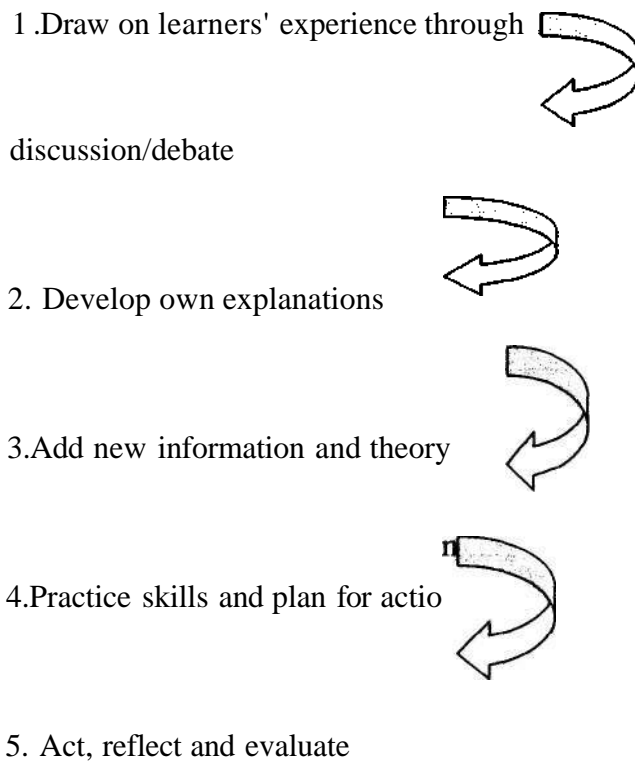 1 .Draw on learners' experience through
discussion/debate
2. Develop own explanations
3.Add new information and theory
4.Practice skills and plan for action
5. Act, reflect and evaluate